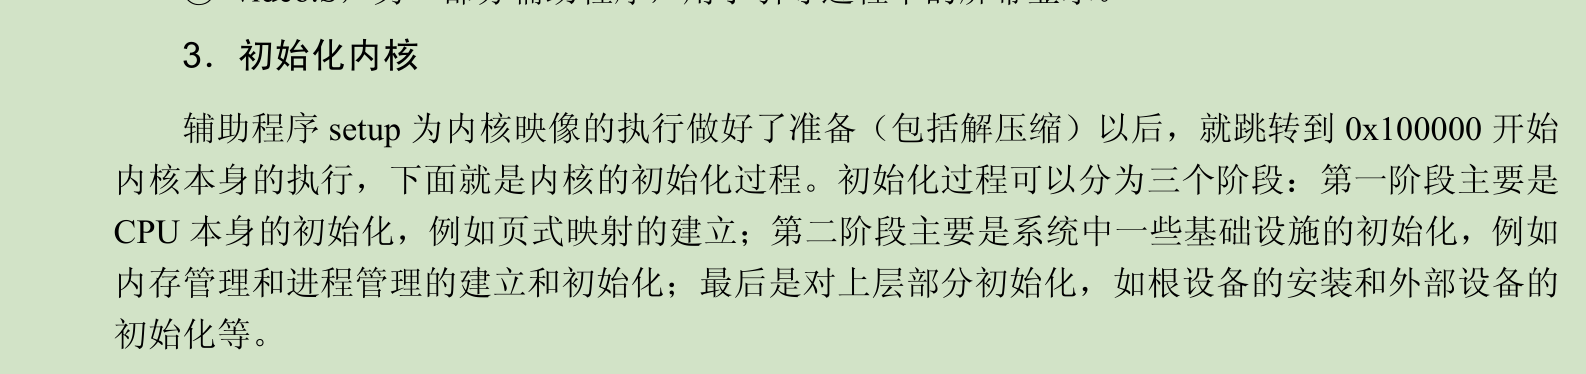 3．初始化内核
辅助程序 setup 为内核映像的执行做好了准备（包括解压缩）以后，就跳转到 0x100000 开始
内核本身的执行，下面就是内核的初始化过程。初始化过程可以分为三个阶段：第一阶段主要是
CPU 本身的初始化，例如页式映射的建立；第二阶段主要是系统中一些基础设施的初始化，例如
内存管理和进程管理的建立和初始化；最后是对上层部分初始化，如根设备的安装和外部设备的
初始化等。